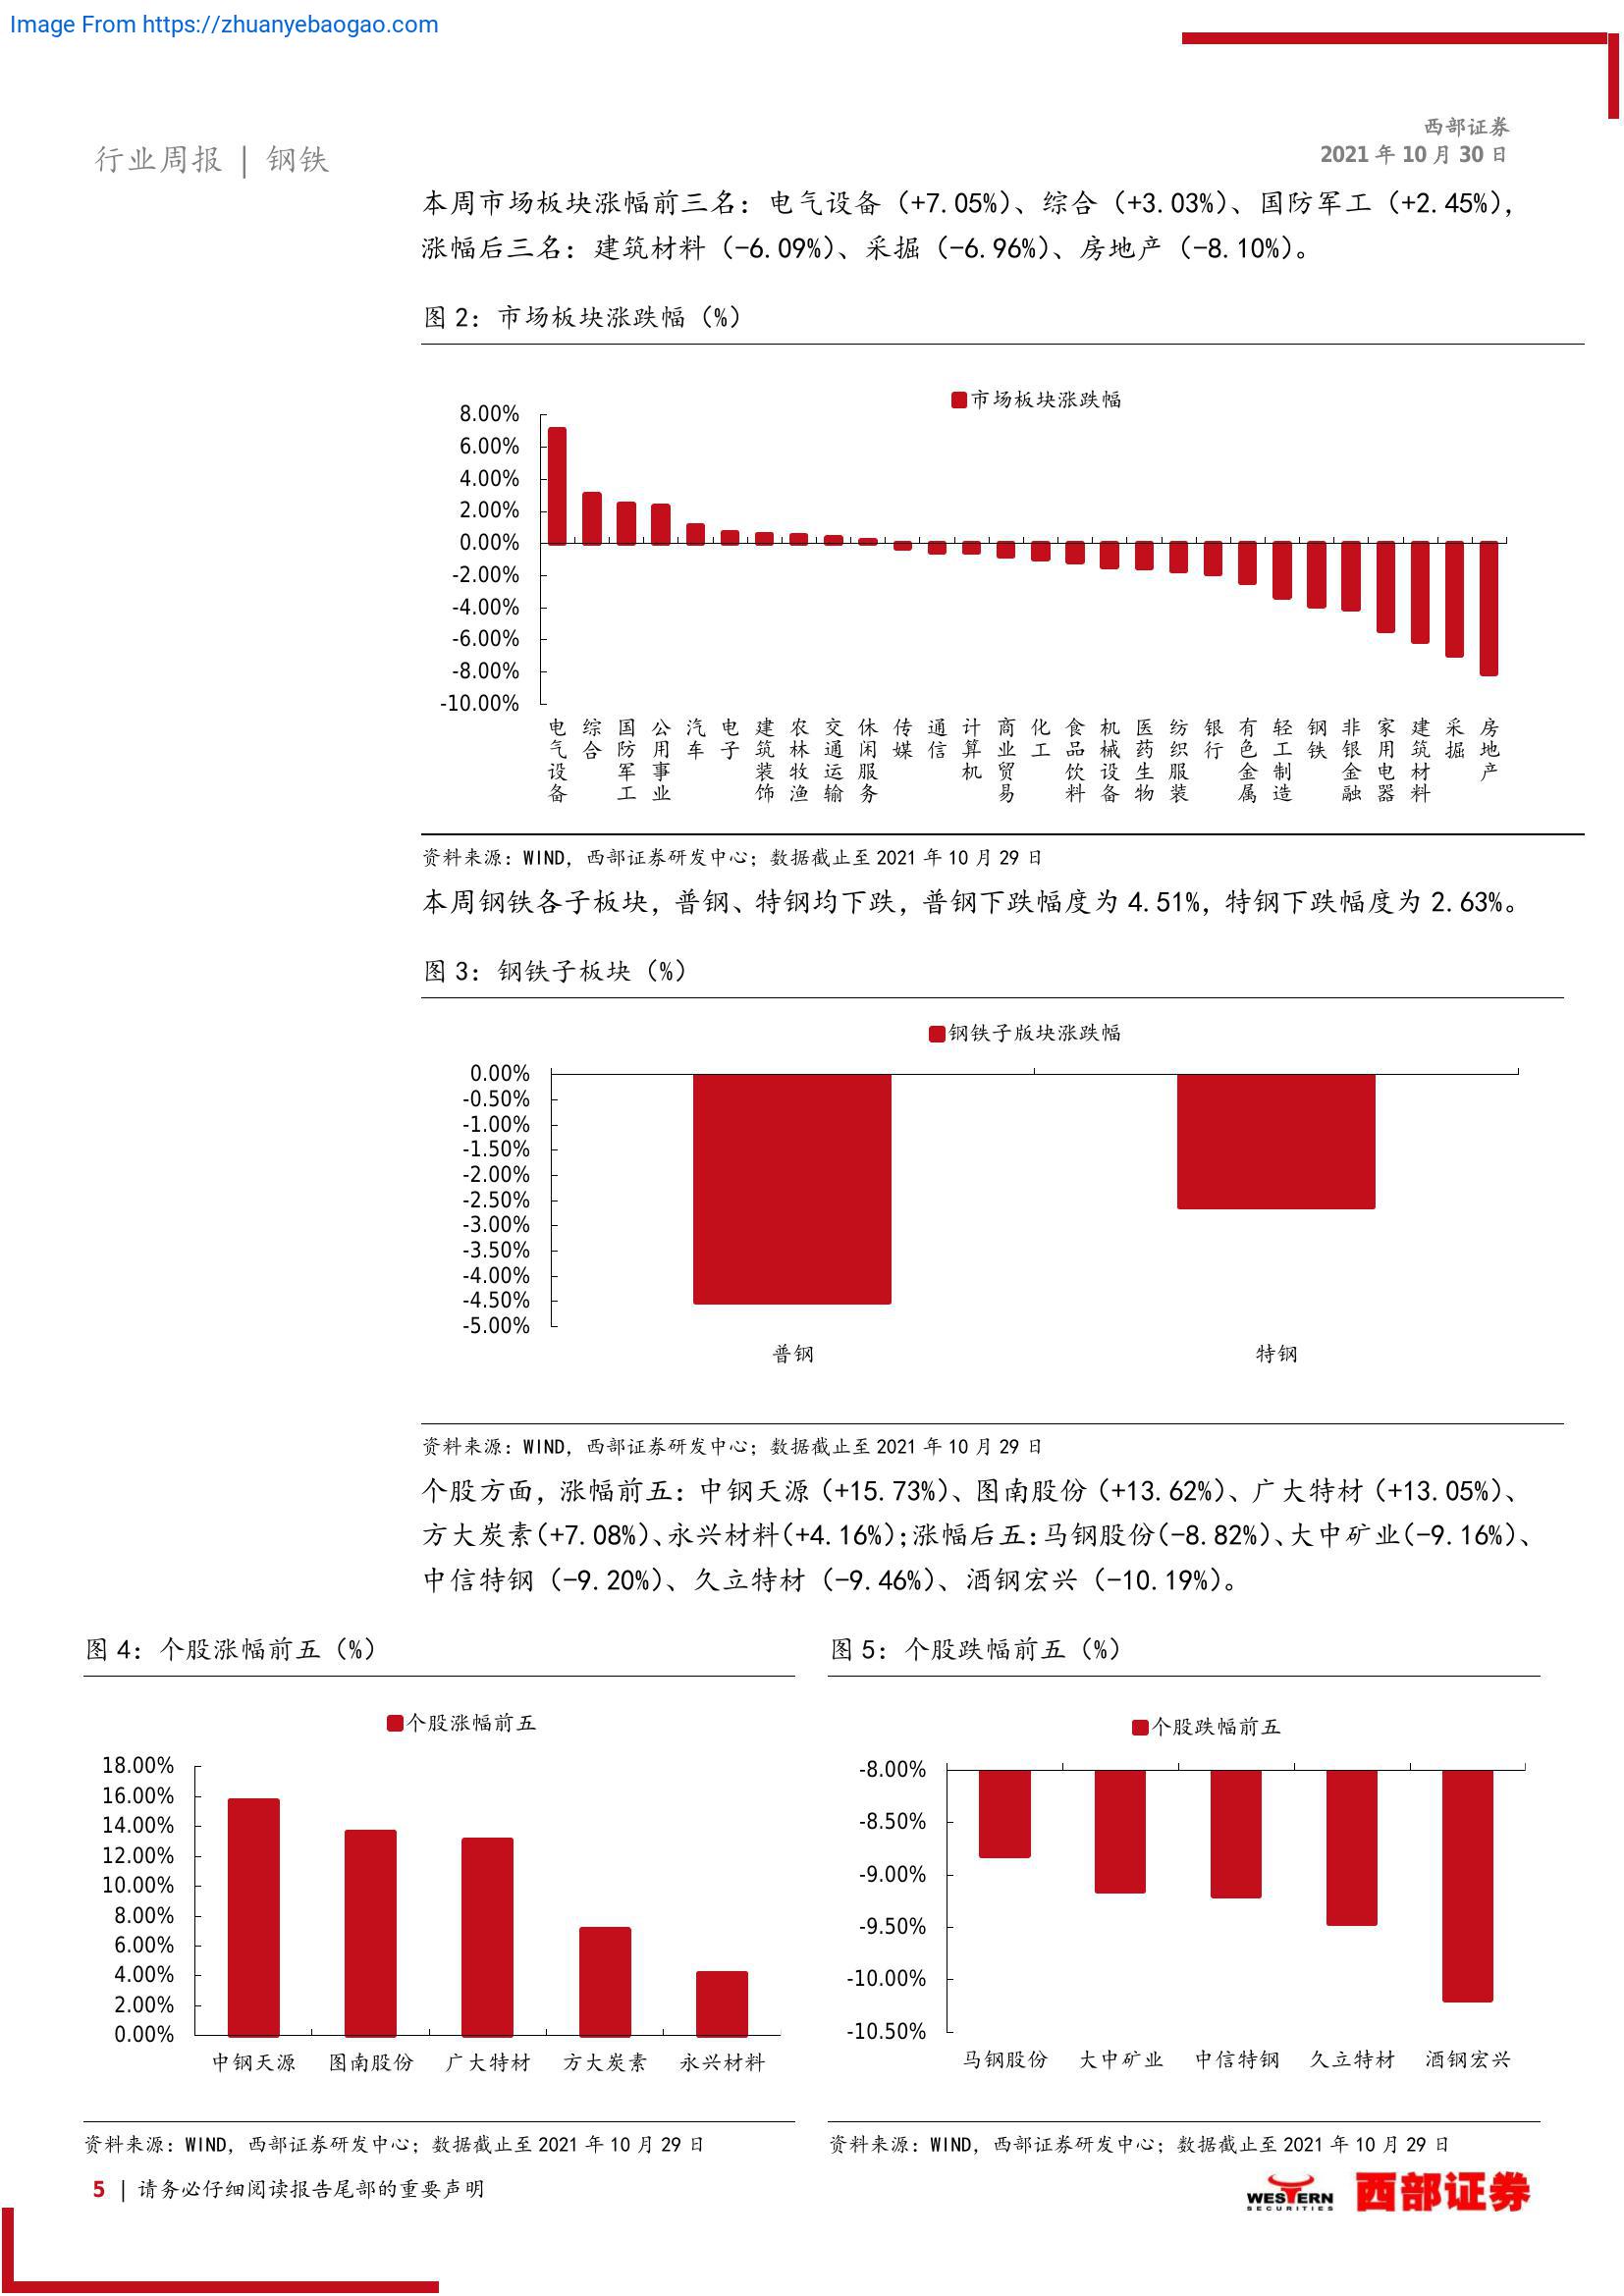 Image From https://zhuanyebaogao.com
西部证券
2021 年 10 月 30 日
行业周报 | 钢铁
本周市场板块涨幅前三名：电气设备（+7.05%）、综合（+3.03%）、国防军工（+2.45%），
涨幅后三名：建筑材料（-6.09%）、采掘（-6.96%）、房地产（-8.10%）。
图 2：市场板块涨跌幅（%）
市场板块涨跌幅
8.00%
6.00%
4.00%
2.00%
0.00%
-2.00%
-4.00%
-6.00%
-8.00%
-10.00%
电气设备
综合
国防军工
公用事业
汽车
电子
建筑装饰
农林牧渔
交通运输
休闲服务
传媒
通信
计算机
商业贸易
化工
食品饮料
机械设备
医药生物
纺织服装
银行
有色金属
轻工制造
钢铁
非银金融
家用电器
建筑材料
采掘
房地产
资料来源：WIND，西部证券研发中心；数据截止至 2021 年 10 月 29 日
本周钢铁各子板块，普钢、特钢均下跌，普钢下跌幅度为 4.51%，特钢下跌幅度为 2.63%。
图 3：钢铁子板块（%）
钢铁子版块涨跌幅
0.00%
-0.50%
-1.00%
-1.50%
-2.00%
-2.50%
-3.00%
-3.50%
-4.00%
-4.50%
-5.00%
普钢
特钢
资料来源：WIND，西部证券研发中心；数据截止至 2021 年 10 月 29 日
个股方面，涨幅前五：中钢天源（+15.73%）、图南股份（+13.62%）、广大特材（+13.05%）、
方大炭素（+7.08%）、永兴材料（+4.16%）；涨幅后五：马钢股份（-8.82%）、大中矿业（-9.16%）、
中信特钢（-9.20%）、久立特材（-9.46%）、酒钢宏兴（-10.19%）。
图 4：个股涨幅前五（%）
个股涨幅前五
18.00%
16.00%
14.00%
12.00%
10.00%
8.00%
6.00%
4.00%
2.00%
0.00%
中钢天源 图南股份 广大特材 方大炭素 永兴材料
资料来源：WIND，西部证券研发中心；数据截止至 2021 年 10 月 29 日
图 5：个股跌幅前五（%）
个股跌幅前五
-8.00%
-8.50%
-9.00%
-9.50%
-10.00%
-10.50%
马钢股份 大中矿业 中信特钢 久立特材 酒钢宏兴
资料来源：WIND，西部证券研发中心；数据截止至 2021 年 10 月 29 日
5 | 请务必仔细阅读报告尾部的重要声明
WESTERN
SECURITIES
西部证券